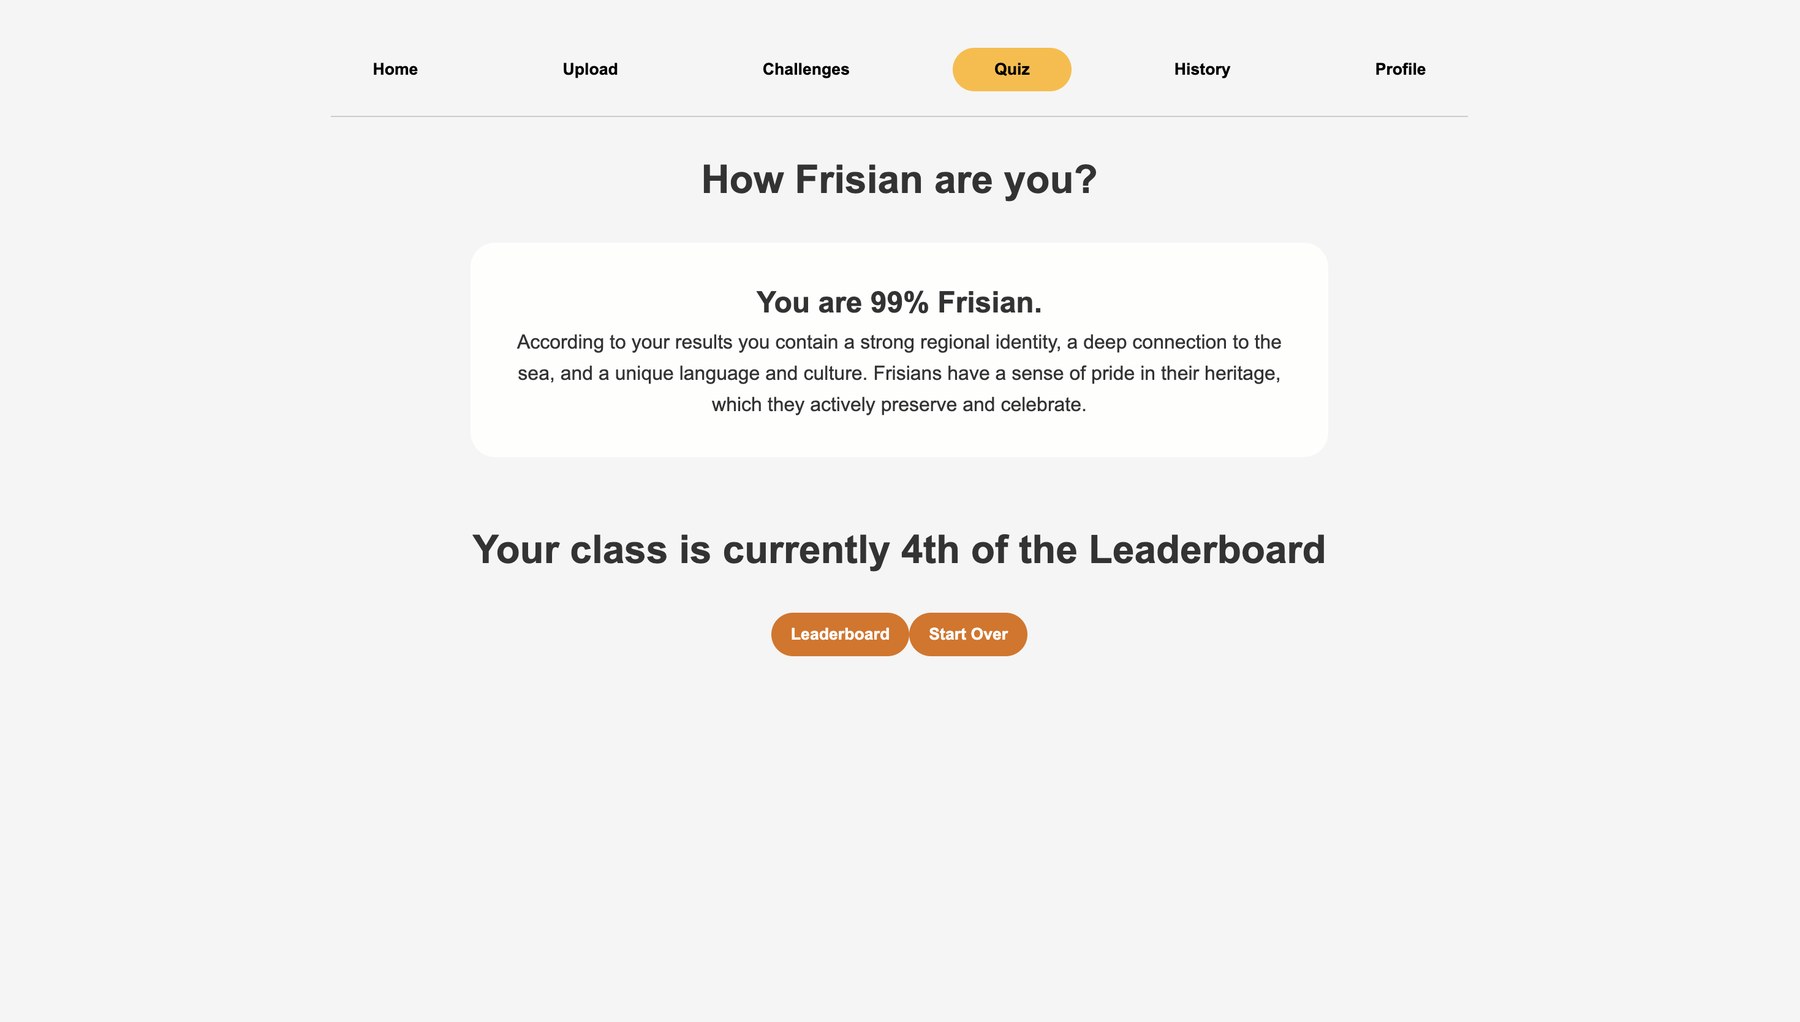 Home Upload Challenges Quiz History Profile
How Frisian are you?
You are 99% Frisian.
According to your results you contain a strong regional identity, a deep connection to the
sea, and a unique language and culture. Frisians have a sense of pride in their heritage,
which they actively preserve and celebrate.
Your class is currently 4th of the Leaderboard
Leaderboard Start Over